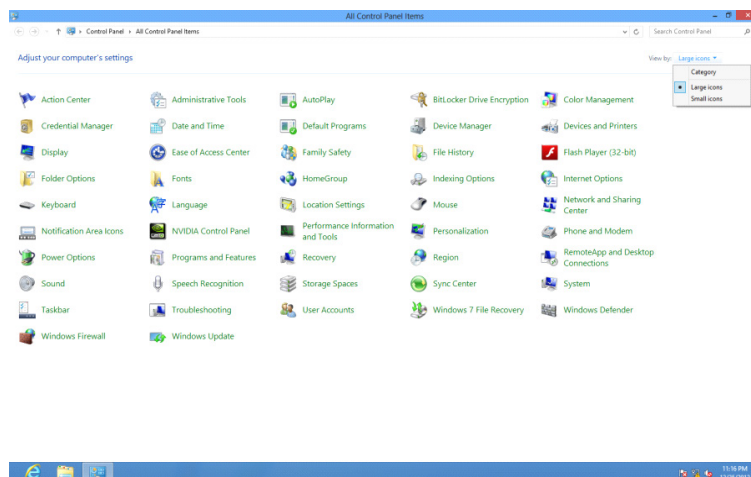 All Control Panel Items
Control Panel
All Control Panel Items
Search Control Panel
Adjust your computer's settings
View by: Large icons
Category
Large icons
Small icons
Action Center
Administrative Tools
AutoPlay
BitLocker Drive Encryption
Color Management
Credential Manager
Date and Time
Default Programs
Device Manager
Devices and Printers
Display
Ease of Access Center
Family Safety
File History
Flash Player (32-bit)
Folder Options
Fonts
HomeGroup
Indexing Options
Internet Options
Keyboard
Language
Location Settings
Mouse
Network and Sharing
Center
Notification Area Icons
NVIDIA Control Panel
Performance Information
and Tools
Personalization
Phone and Modem
Power Options
Programs and Features
Recovery
Region
RemoteApp and Desktop
Connections
Sound
Speech Recognition
Storage Spaces
Sync Center
System
Taskbar
Troubleshooting
User Accounts
Windows 7 File Recovery
Windows Defender
Windows Firewall
Windows Update
11:16 PM